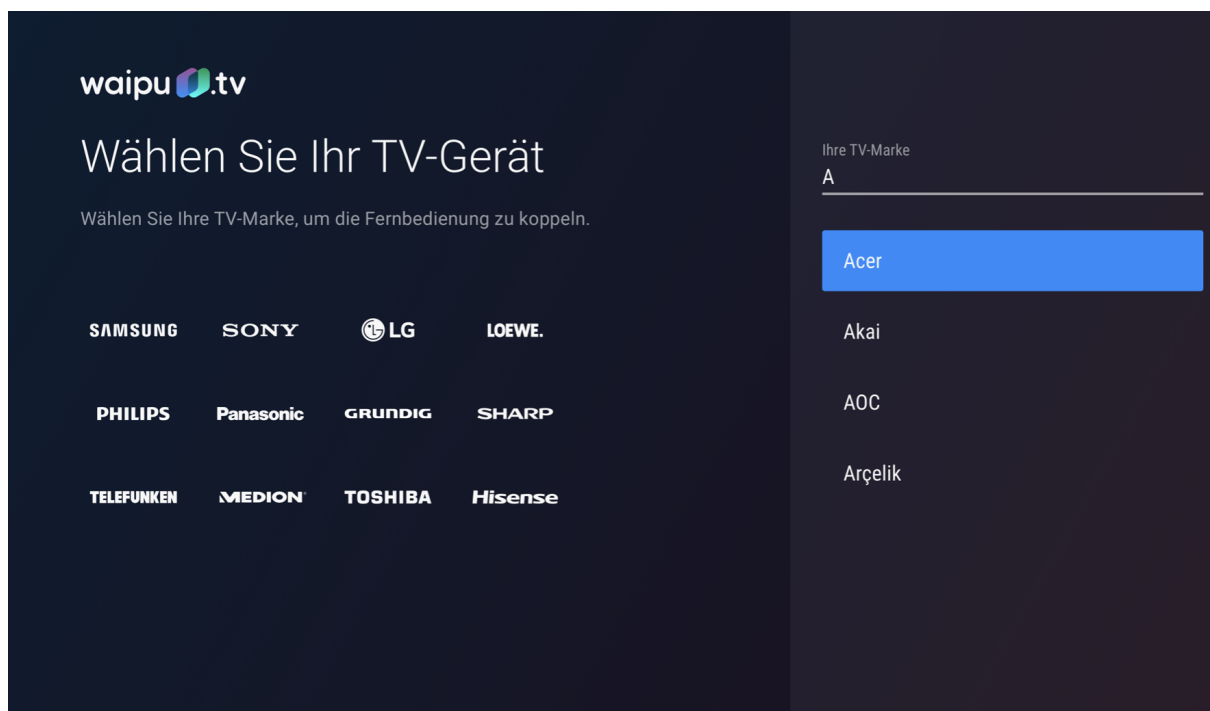 waipu.tv
Wählen Sie Ihr TV-Gerät
Wählen Sie Ihre TV-Marke, um die Fernbedienung zu koppeln.
SAMSUNG SONY LG LOEWE.
PHILIPS Panasonic GRUNDIG SHARP
TELEFUNKEN MEDION TOSHIBA Hisense
Ihre TV-Marke
A
Acer
Akai
AOC
Arçelik